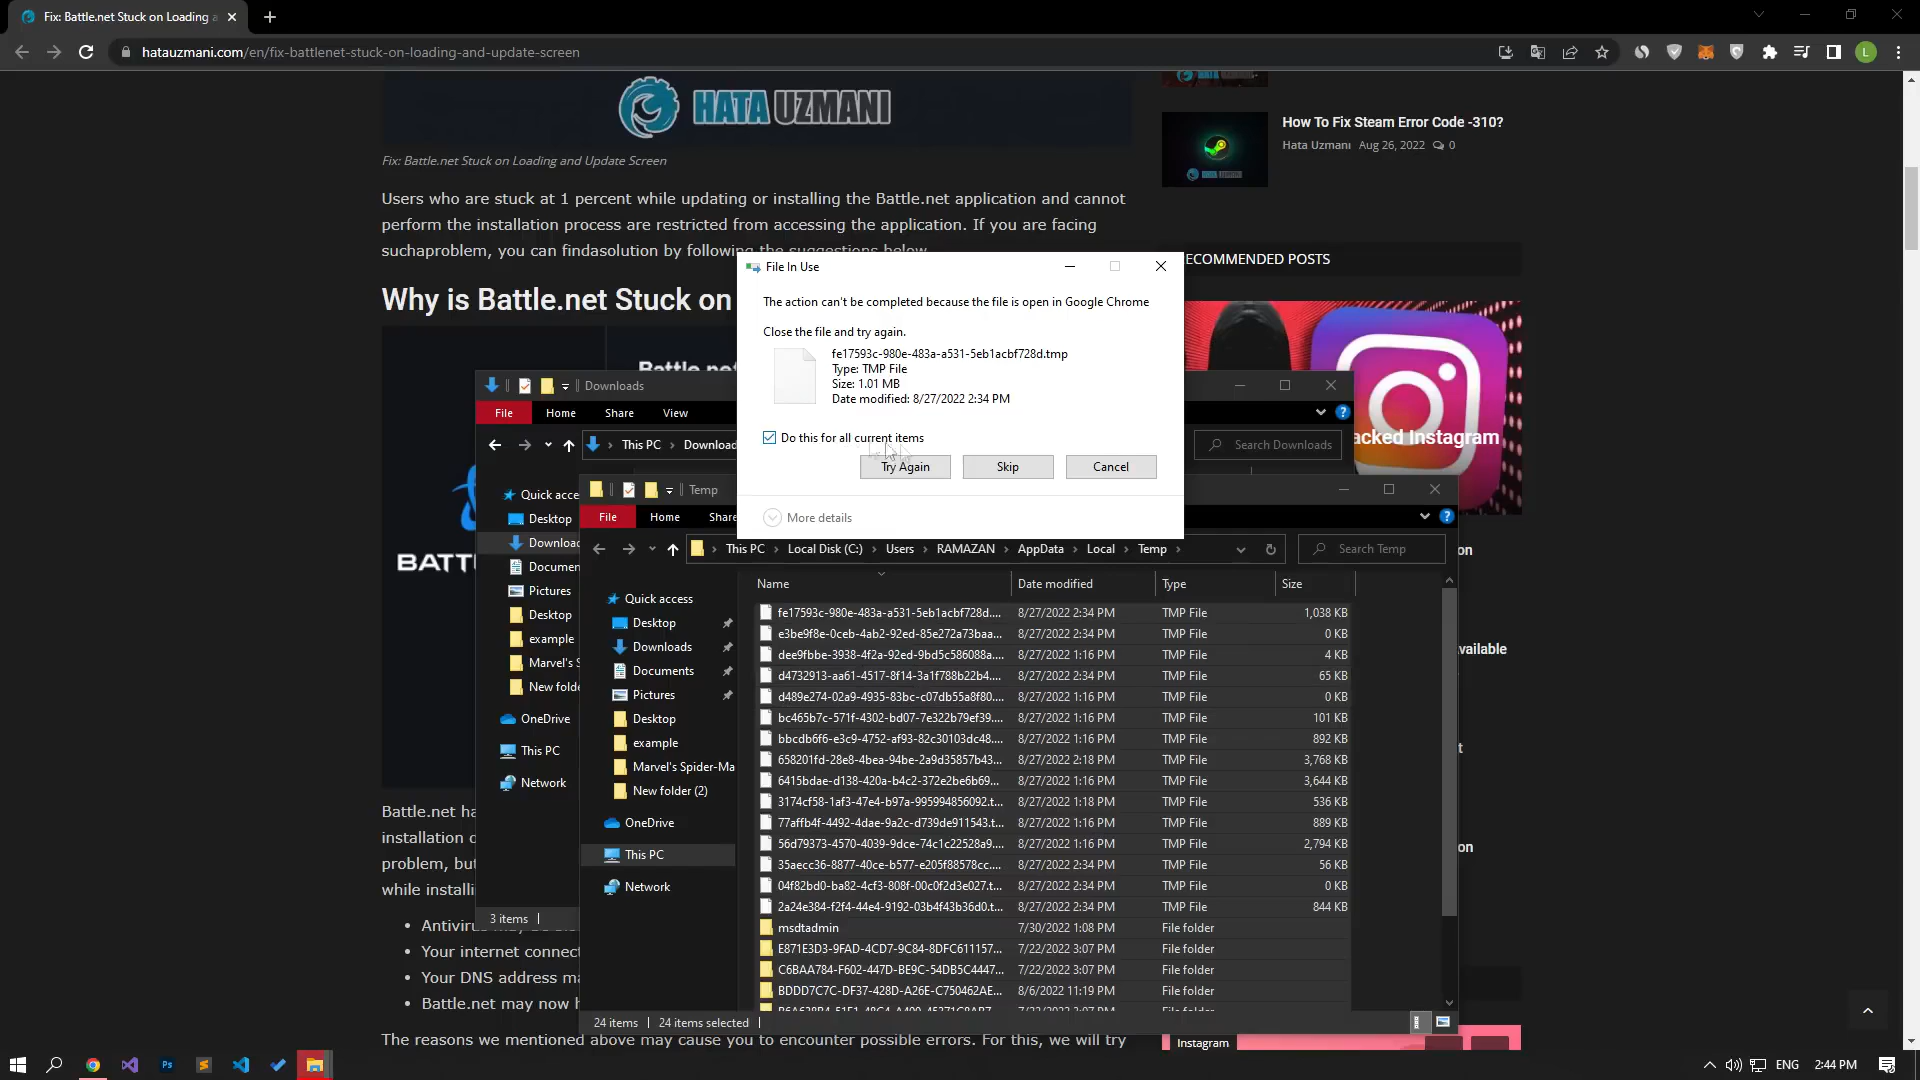 Fix: Battle.net Stuck on Loading a
hatauzmani.com/en/fix-battlenet-stuck-on-loading-and-update-screen
L
HATA UZMANI
Fix: Battle.net Stuck on Loading and Update Screen
Users who are stuck at 1 percent while updating or installing the Battle.net application and cannot
perform the installation process are restricted from accessing the application. If you are facing
suchaproblem, you can findasolution by following the suggestions below.
Why is Battle.net Stuck on
How To Fix Steam Error Code -310?
Hata Uzmanı Aug 26, 2022 0
ECOMMENDED POSTS
acked Instagram
on
vailable
t
on
Instagram
File In Use
The action can't be completed because the file is open in Google Chrome
Close the file and try again.
fe17593c-980e-483a-a531-5eb1acbf728d.tmp
Type: TMP File
Size: 1.01 MB
Date modified: 8/27/2022 2:34 PM
Do this for all current items
Try Again Skip Cancel
More details
Downloads
File Home Share View
This PC Download
Search Downloads
Quick acce
Desktop
Downloac
Documen
Pictures
Desktop
example
Marvel's S
New folde
OneDrive
This PC
Network
3 items
Temp
File Home Share
This PC Local Disk (C:) Users RAMAZAN AppData Local Temp
Search Temp
Quick access
Desktop
Downloads
Documents
Pictures
Desktop
example
Marvel's Spider-Ma
New folder (2)
OneDrive
This PC
Network
Name Date modified Type Size
fe17593c-980e-483a-a531-5eb1acbf728d.... 8/27/2022 2:34 PM TMP File 1,038 KB
e3be9f8e-0ceb-4ab2-92ed-85e272a73baa... 8/27/2022 2:34 PM TMP File 0 KB
dee9fbbe-3938-4f2a-92ed-9bd5c586088a.... 8/27/2022 1:16 PM TMP File 4 KB
d4732913-aa61-4517-8f14-3a1f788b22b4.... 8/27/2022 2:34 PM TMP File 65 KB
d489e274-02a9-4935-83bc-c07db55a8f80.... 8/27/2022 1:16 PM TMP File 0 KB
bc465b7c-571f-4302-bd07-7e322b79ef39.... 8/27/2022 1:16 PM TMP File 101 KB
bbcdb6f6-e3c9-4752-af93-82c30103dc48.... 8/27/2022 1:16 PM TMP File 892 KB
658201fd-28e8-4bea-94be-2a9d35857b43... 8/27/2022 2:18 PM TMP File 3,768 KB
6415bdae-d138-420a-b4c2-372e2be6b69... 8/27/2022 1:16 PM TMP File 3,644 KB
3174cf58-1af3-47e4-b97a-995994856092.t... 8/27/2022 1:18 PM TMP File 536 KB
77affb4f-4492-4dae-9a2c-d739de911543.t... 8/27/2022 1:16 PM TMP File 889 KB
56d79373-4570-4039-9dce-74c1c22528a9.... 8/27/2022 1:16 PM TMP File 2,794 KB
35aecc36-8877-40ce-b577-e205f88578cc.... 8/27/2022 2:34 PM TMP File 56 KB
04f82bd0-ba82-4cf3-808f-00c0f2d3e027.t... 8/27/2022 2:34 PM TMP File 0 KB
2a24e384-f2f4-44e4-9192-03b4f43b36d0.t... 8/27/2022 2:34 PM TMP File 844 KB
msdtadmin 7/30/2022 1:08 PM File folder
E871E3D3-9FAD-4CD7-9C84-8DFC611157... 7/22/2022 3:07 PM File folder
C6BAA784-F602-447D-BE9C-54DB5C4447... 7/22/2022 3:07 PM File folder
BDDD7C7C-DF37-428D-A26E-C750462AE... 8/6/2022 11:19 PM File folder
24 items 24 items selected
BATT
Battle.net ha
installation c
problem, but
while installi
Antivirus may be
Your internet connect
Your DNS address ma
Battle.net may now h
The reasons we mentioned above may cause you to encounter possible errors. For this, we will try
ENG 2:44 PM